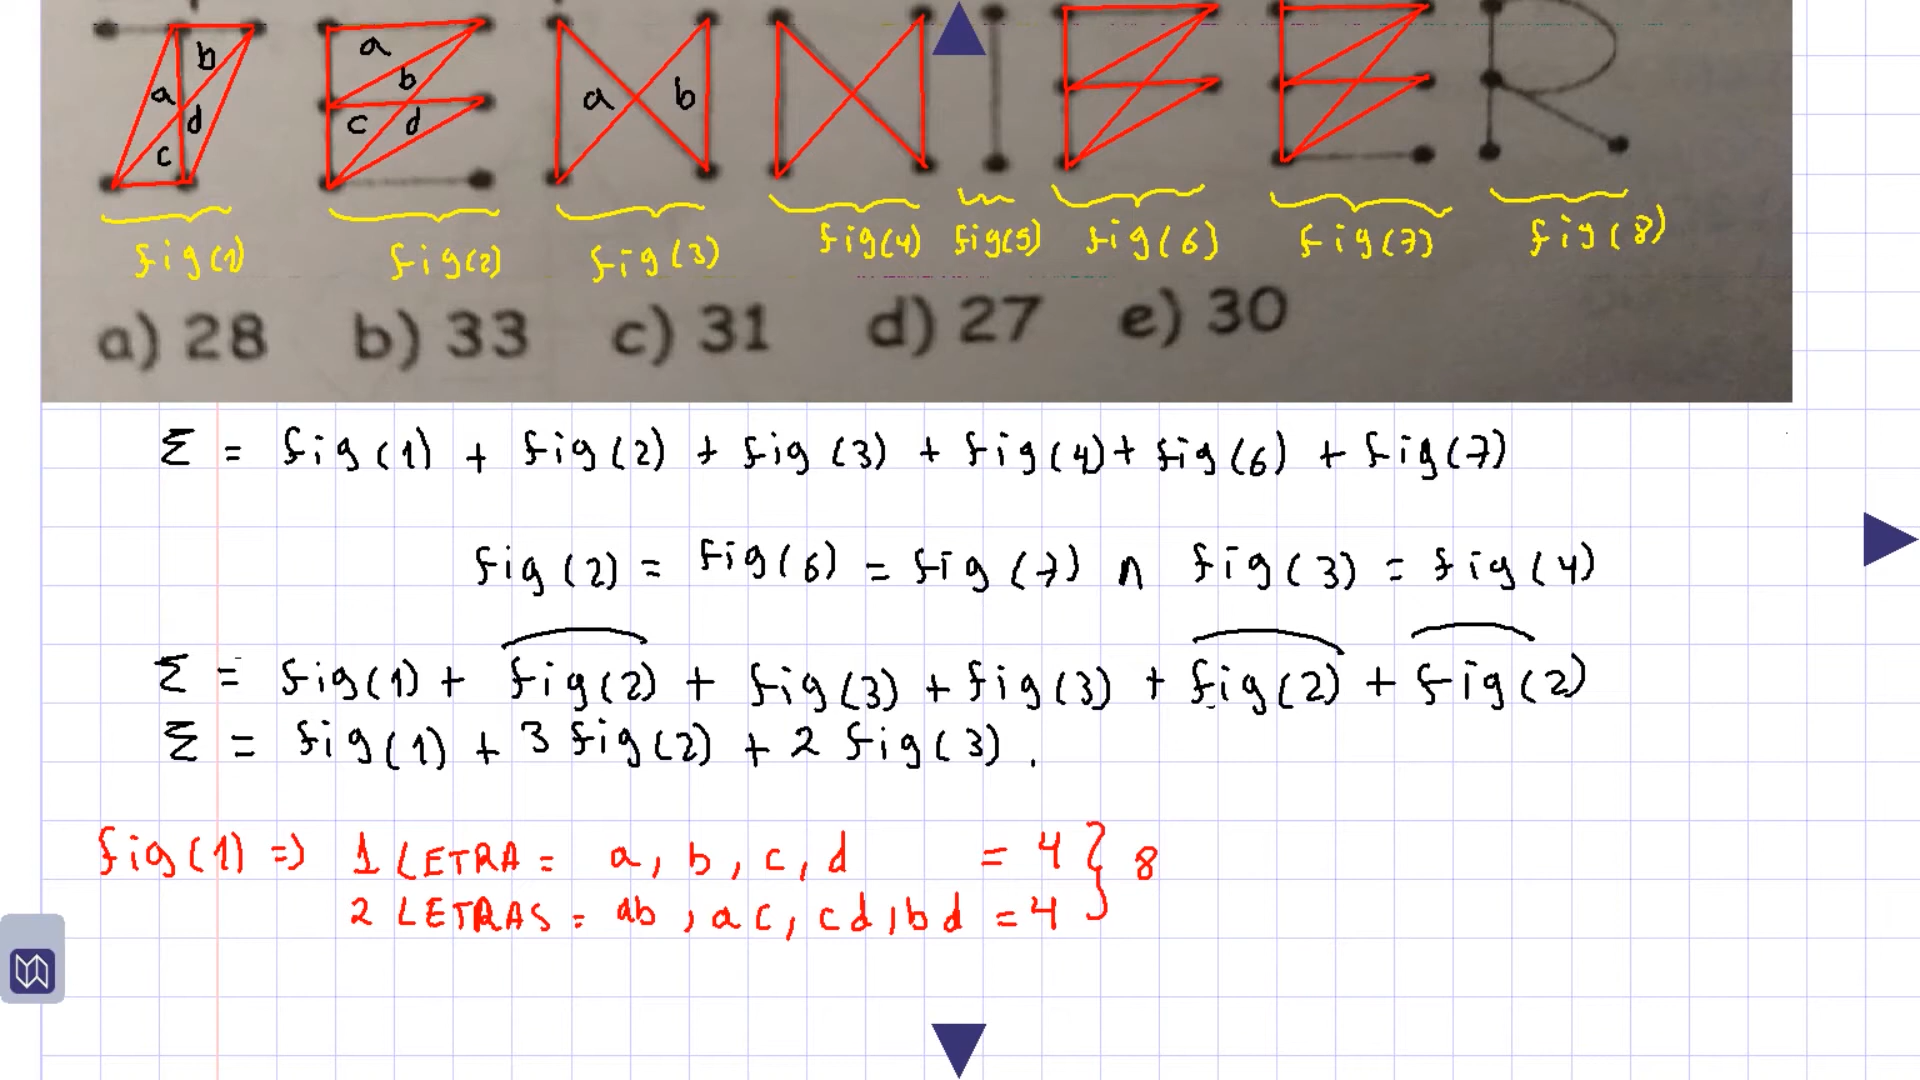 a b a b
a b c d
d c
fig(1) fig(2) fig(3) fig(4) fig(5) fig(6) fig(7) fig(8)
a) 28 b) 33 c) 31 d) 27 e) 30
Σ = fig(1) + fig(2) + fig(3) + fig(4) + fig(6) + fig(7)
fig(2) = fig(6) = fig(7) ∧ fig(3) = fig(4)
Σ = fig(1) + fig(2) + fig(3) + fig(3) + fig(2) + fig(2)
Σ = fig(1) + 3 fig(2) + 2 fig(3).
fig(1) => 1 LETRA = a, b, c, d = 4 } 8
2 LETRAS = ab, ac, cd, bd = 4